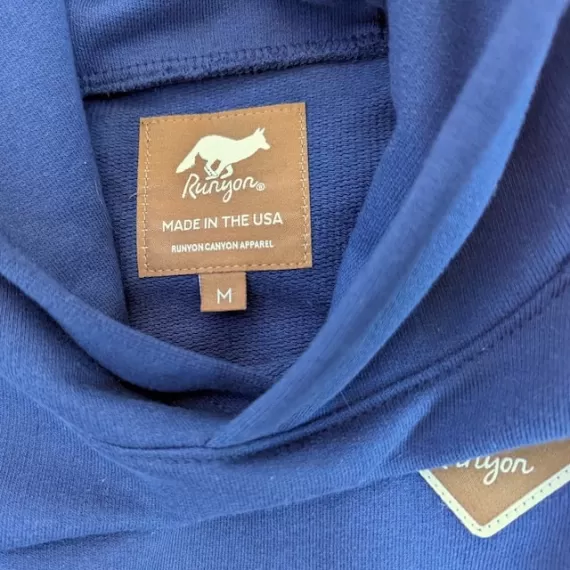 Runyon®
MADE IN THE USA
RUNYON CANYON APPAREL
M
Runyon